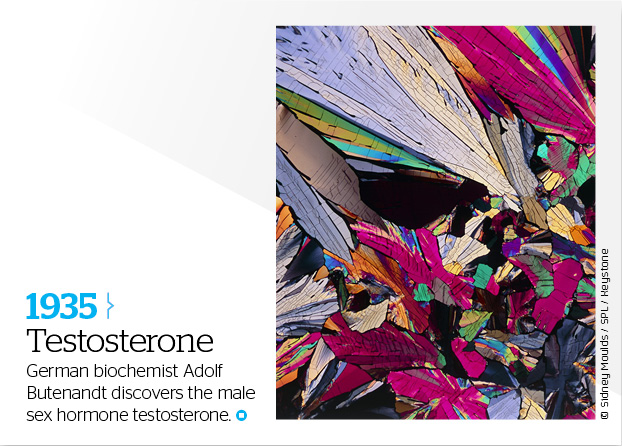 1935
Testosterone
German biochemist Adolf
Butenandt discovers the male
sex hormone testosterone.
© Sidney Moulds / SPL / Keystone